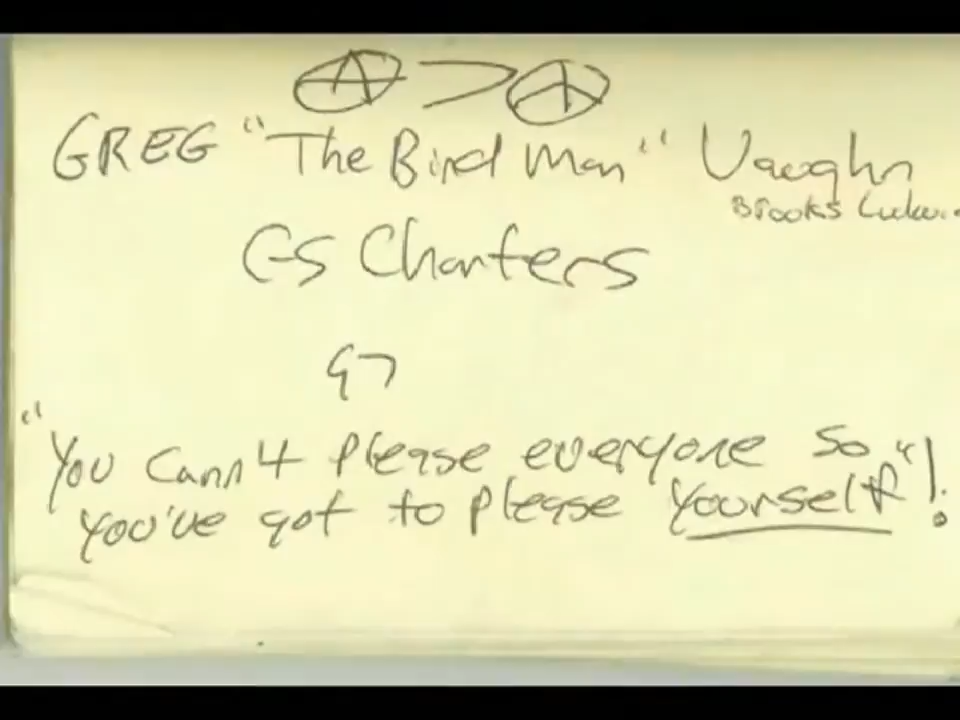 Ⓐ > ☮
GREG "The Bird Man" Vaughn
Brooks
GS Charters
97
"You Cann4 please everyone so
you've got to please yourself"!